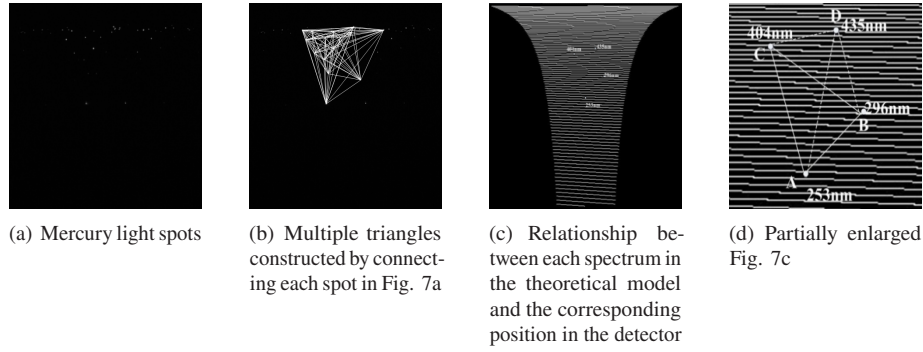 404nm
435nm
296nm
253nm
D
435nm
404nm
C
296nm
B
A
253nm
(a) Mercury light spots
(b) Multiple triangles
constructed by connect-
ing each spot in Fig. 7a
(c) Relationship be-
tween each spectrum in
the theoretical model
and the corresponding
position in the detector
(d) Partially enlarged
Fig. 7c